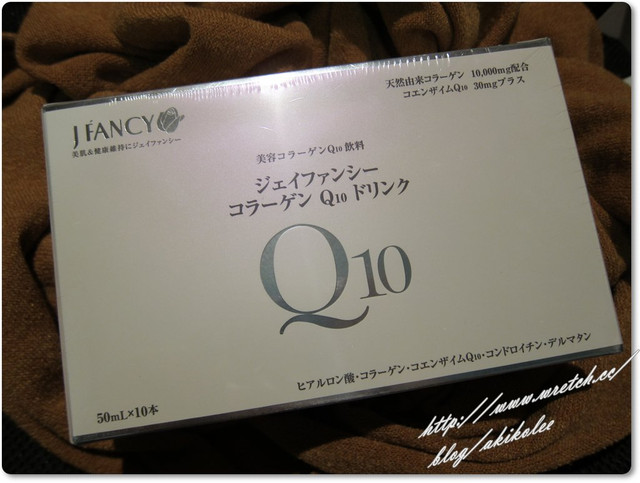 天然由来コラーゲン 10,000mg配合
コエンザイムQ10 30mgプラス
J FANCY
美肌&健康維持にジェイファンシー
美容コラーゲンQ10飲料
ジェイファンシー
コラーゲン Q10 ドリンク
Q10
ヒアルロン酸・コラーゲン・コエンザイムQ10・コンドロイチン・デルマタン
50mL×10本
http://www.wretch.cc/
blog/akikolee